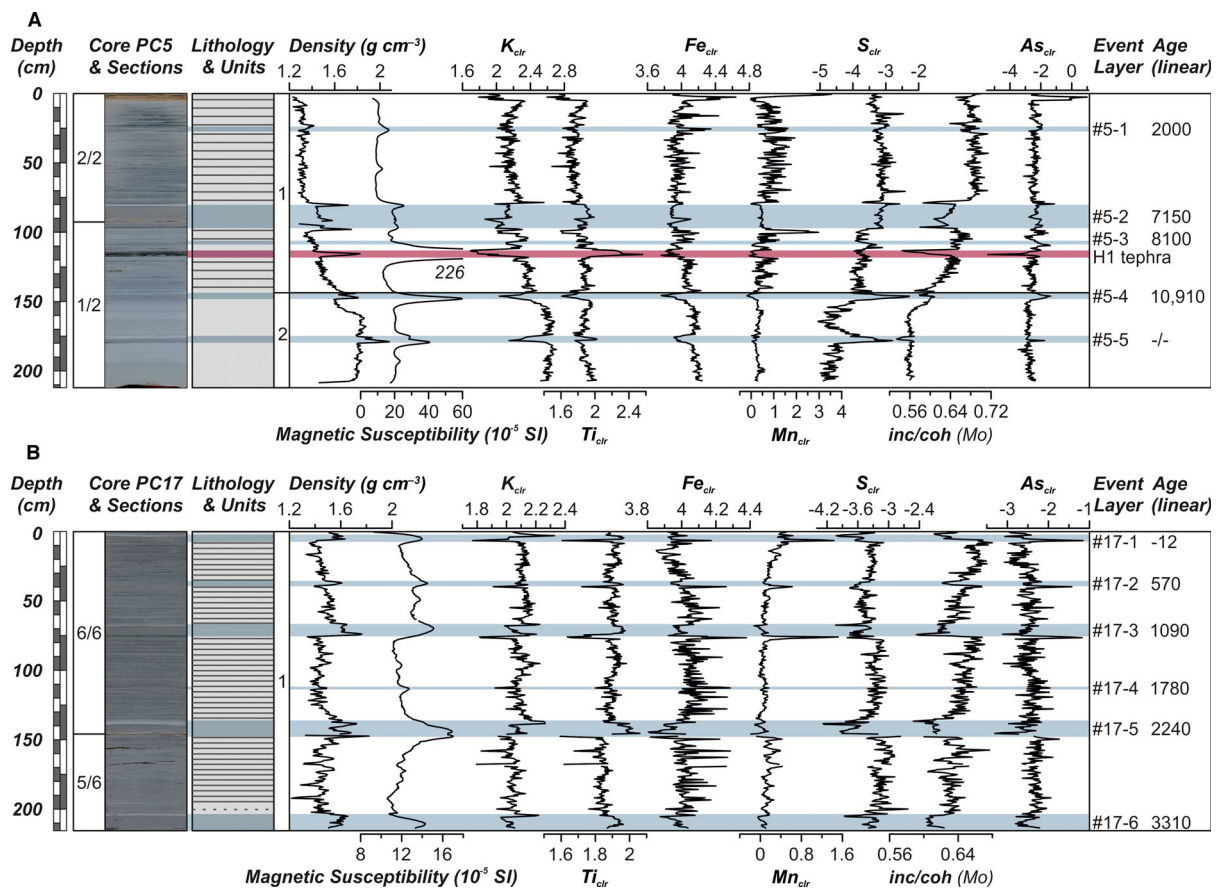 A
Depth Core PC5 Lithology Density (g cm⁻³) K_clr Fe_clr S_clr As_clr Event Age
(cm) & Sections & Units 1.2 1.6 2 1.6 2 2.4 2.8 3.6 4 4.4 4.8 -5 -4 -3 -2 -4 -2 0 Layer (linear)
0
#5-1 2000
50
2/2
1
#5-2 7150
100
#5-3 8100
H1 tephra
226
150
1/2
#5-4 10,910
2
#5-5 -/-
200
0 20 40 60 1.6 2 2.4 0 1 2 3 4 0.56 0.64 0.72
Magnetic Susceptibility (10⁻⁵ SI) Ti_clr Mn_clr inc/coh (Mo)
B
Depth Core PC17 Lithology Density (g cm⁻³) K_clr Fe_clr S_clr As_clr Event Age
(cm) & Sections & Units 1.2 1.6 2 1.8 2 2.2 2.4 3.8 4 4.2 4.4 -4.2 -3.6 -3 -2.4 -3 -2 -1 Layer (linear)
0
#17-1 -12
#17-2 570
50
6/6
#17-3 1090
100
1
#17-4 1780
#17-5 2240
150
5/6
200
#17-6 3310
0 8 12 16 1.6 1.8 2 0 0.8 1.6 0.56 0.64
Magnetic Susceptibility (10⁻⁵ SI) Ti_clr Mn_clr inc/coh (Mo)